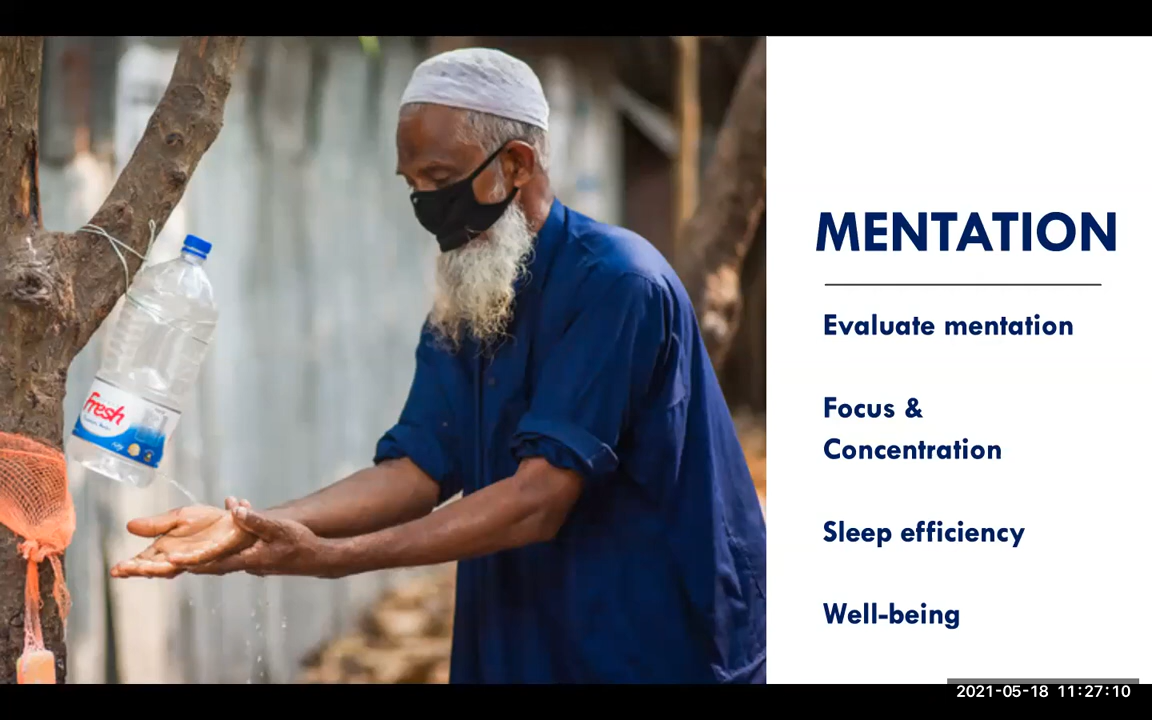 Fresh
MENTATION
Evaluate mentation
Focus &
Concentration
Sleep efficiency
Well-being
2021-05-18 11:27:10